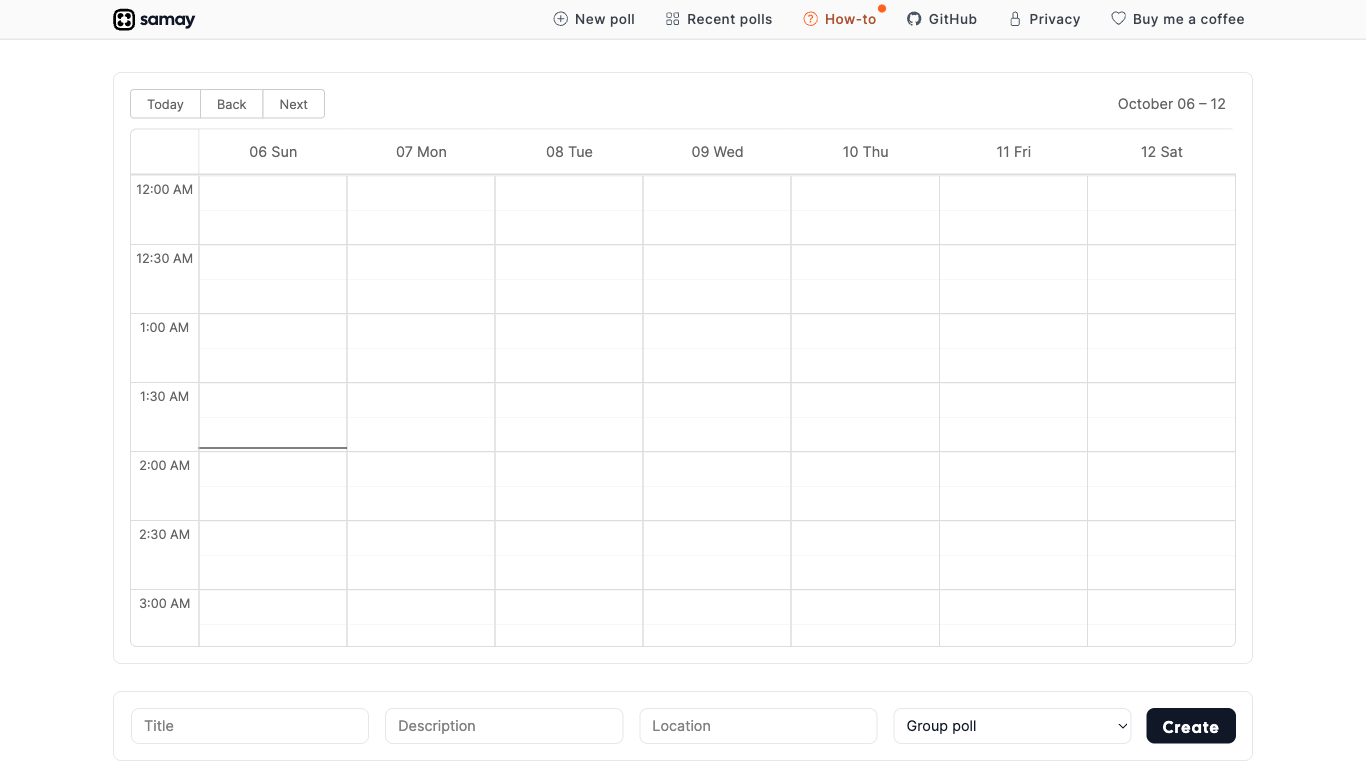 samay
New poll
Recent polls
How-to
GitHub
Privacy
Buy me a coffee
Today
Back
Next
October 06 – 12
06 Sun
07 Mon
08 Tue
09 Wed
10 Thu
11 Fri
12 Sat
12:00 AM
12:30 AM
1:00 AM
1:30 AM
2:00 AM
2:30 AM
3:00 AM
Title
Description
Location
Group poll
Create